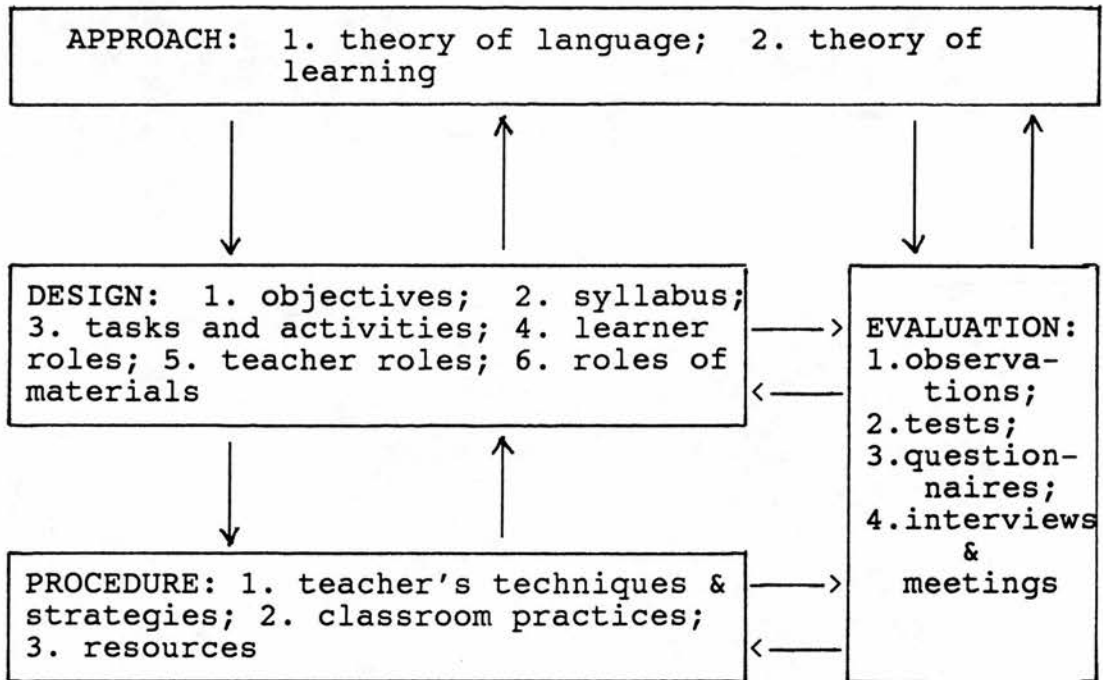 APPROACH: 1. theory of language; 2. theory of
learning
DESIGN: 1. objectives; 2. syllabus;
3. tasks and activities; 4. learner
roles; 5. teacher roles; 6. roles of
materials
EVALUATION:
1.observa-
tions;
2.tests;
3.question-
naires;
4.interviews
&
meetings
PROCEDURE: 1. teacher's techniques &
strategies; 2. classroom practices;
3. resources